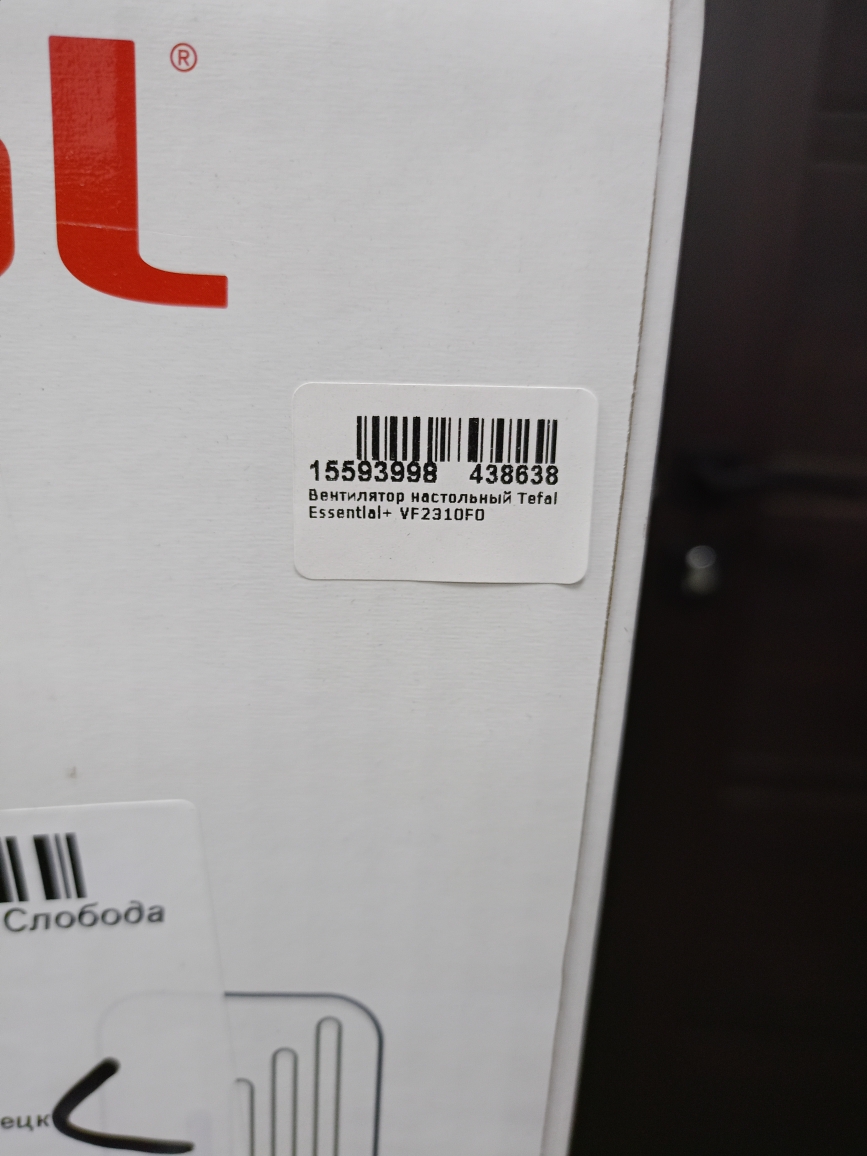 ®
15593998 438638
Вентилятор настольный Tefal
Essential+ VF2310F0
Слобода